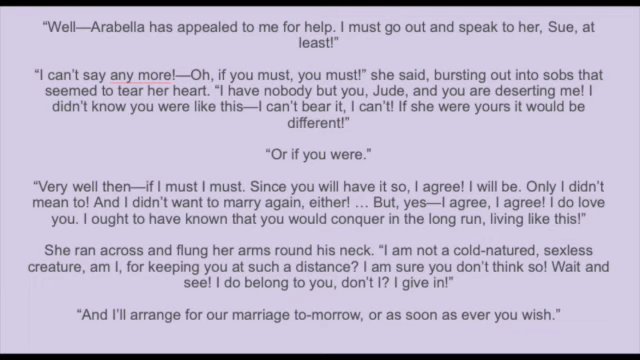 “Well—Arabella has appealed to me for help. I must go out and speak to her, Sue, at
least!”
“I can’t say any more!—Oh, if you must, you must!” she said, bursting out into sobs that
seemed to tear her heart. “I have nobody but you, Jude, and you are deserting me! I
didn’t know you were like this—I can’t bear it, I can’t! If she were yours it would be
different!”
“Or if you were.”
“Very well then—if I must I must. Since you will have it so, I agree! I will be. Only I didn’t
mean to! And I didn’t want to marry again, either! … But, yes—I agree, I agree! I do love
you. I ought to have known that you would conquer in the long run, living like this!”
She ran across and flung her arms round his neck. “I am not a cold-natured, sexless
creature, am I, for keeping you at such a distance? I am sure you don’t think so! Wait and
see! I do belong to you, don’t I? I give in!”
“And I’ll arrange for our marriage to-morrow, or as soon as ever you wish.”